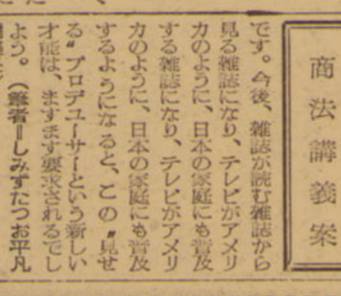 商法講義案
です。今後、雑誌が読む雑誌から
見る雑誌になり、テレビがアメリ
カのように、日本の家庭にも普及
する雑誌になり、テレビがアメリ
カのように、日本の家庭にも普及
するようになると、この〝見せ
る〟プロデューサーという新しい
才能は、ますます要求されるでし
よう。（筆者＝しみずたつお平凡